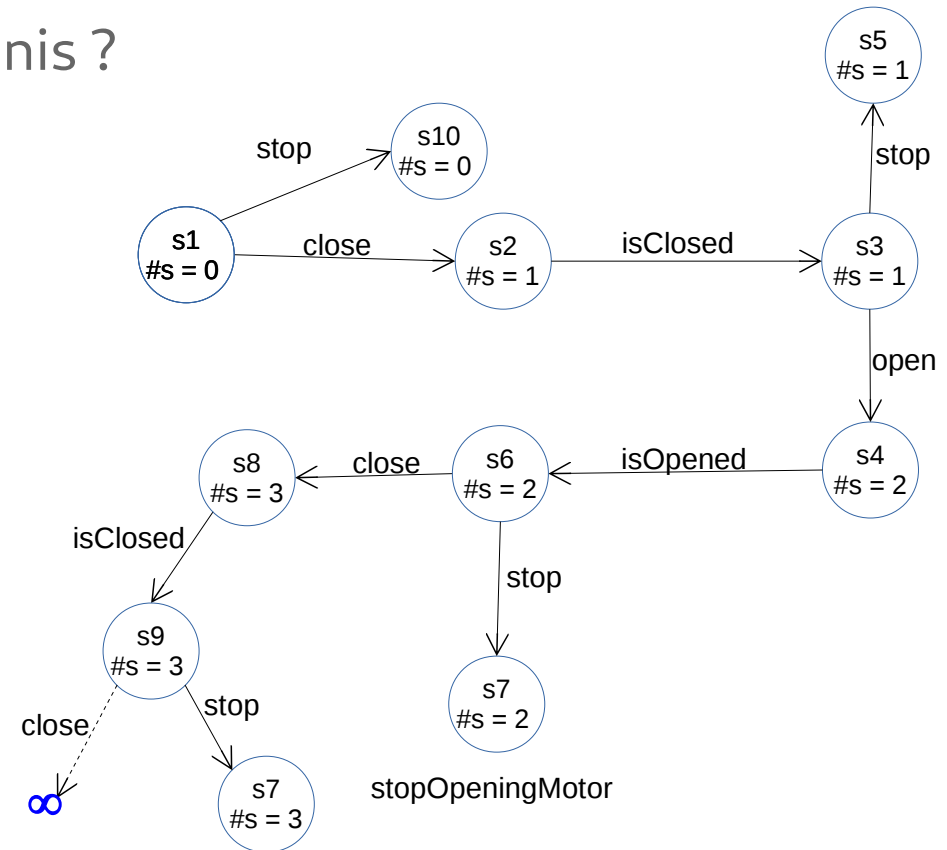 nis ?
s5
#s = 1
stop
s10
#s = 0
stop
s1
#s = 0
close
s2
#s = 1
isClosed
s3
#s = 1
open
s8
#s = 3
close
s6
#s = 2
isOpened
s4
#s = 2
isClosed
stop
s9
#s = 3
stop
s7
#s = 2
close
∞
s7
#s = 3
stopOpeningMotor